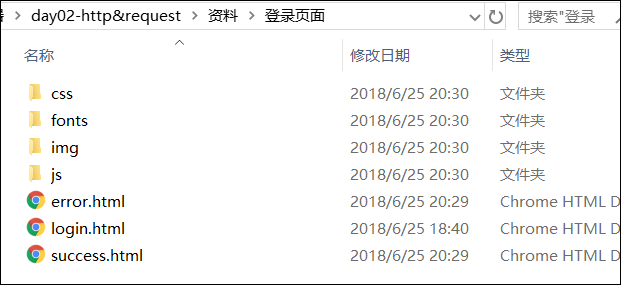 day02-http&request > 资料 > 登录页面 搜索"登录
名称 修改日期 类型
css 2018/6/25 20:30 文件夹
fonts 2018/6/25 20:30 文件夹
img 2018/6/25 20:30 文件夹
js 2018/6/25 20:30 文件夹
error.html 2018/6/25 20:29 Chrome HTML D
login.html 2018/6/25 18:40 Chrome HTML D
success.html 2018/6/25 20:29 Chrome HTML D